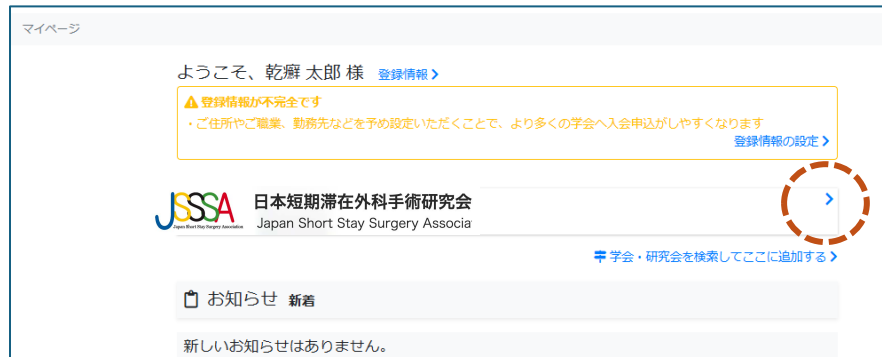 マイページ
ようこそ、乾癬 太郎 様 登録情報
登録情報が不完全です
・ご住所やご職業、勤務先などを予め設定いただくことで、より多くの学会へ入会申込がしやすくなります
登録情報の設定
JSSSA
Japan Short Stay Surgery Association
日本短期滞在外科手術研究会
Japan Short Stay Surgery Associa
学会・研究会を検索してここに追加する
お知らせ 新着
新しいお知らせはありません。